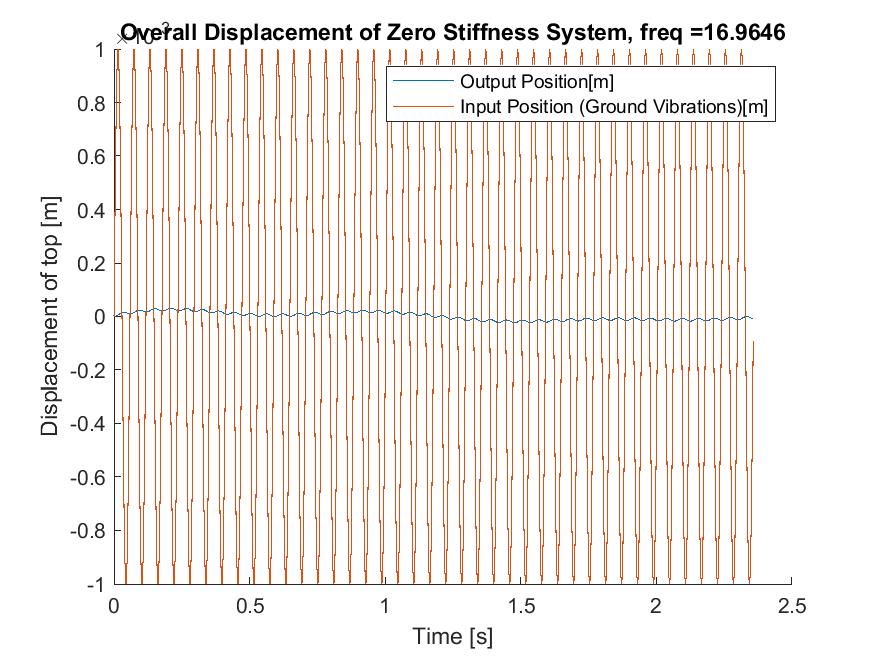 Overall Displacement of Zero Stiffness System, freq =16.9646
×10-3
Output Position[m]
Input Position (Ground Vibrations)[m]
1
0.8
0.6
0.4
0.2
0
-0.2
-0.4
-0.6
-0.8
-1
Displacement of top [m]
0 0.5 1 1.5 2 2.5
Time [s]